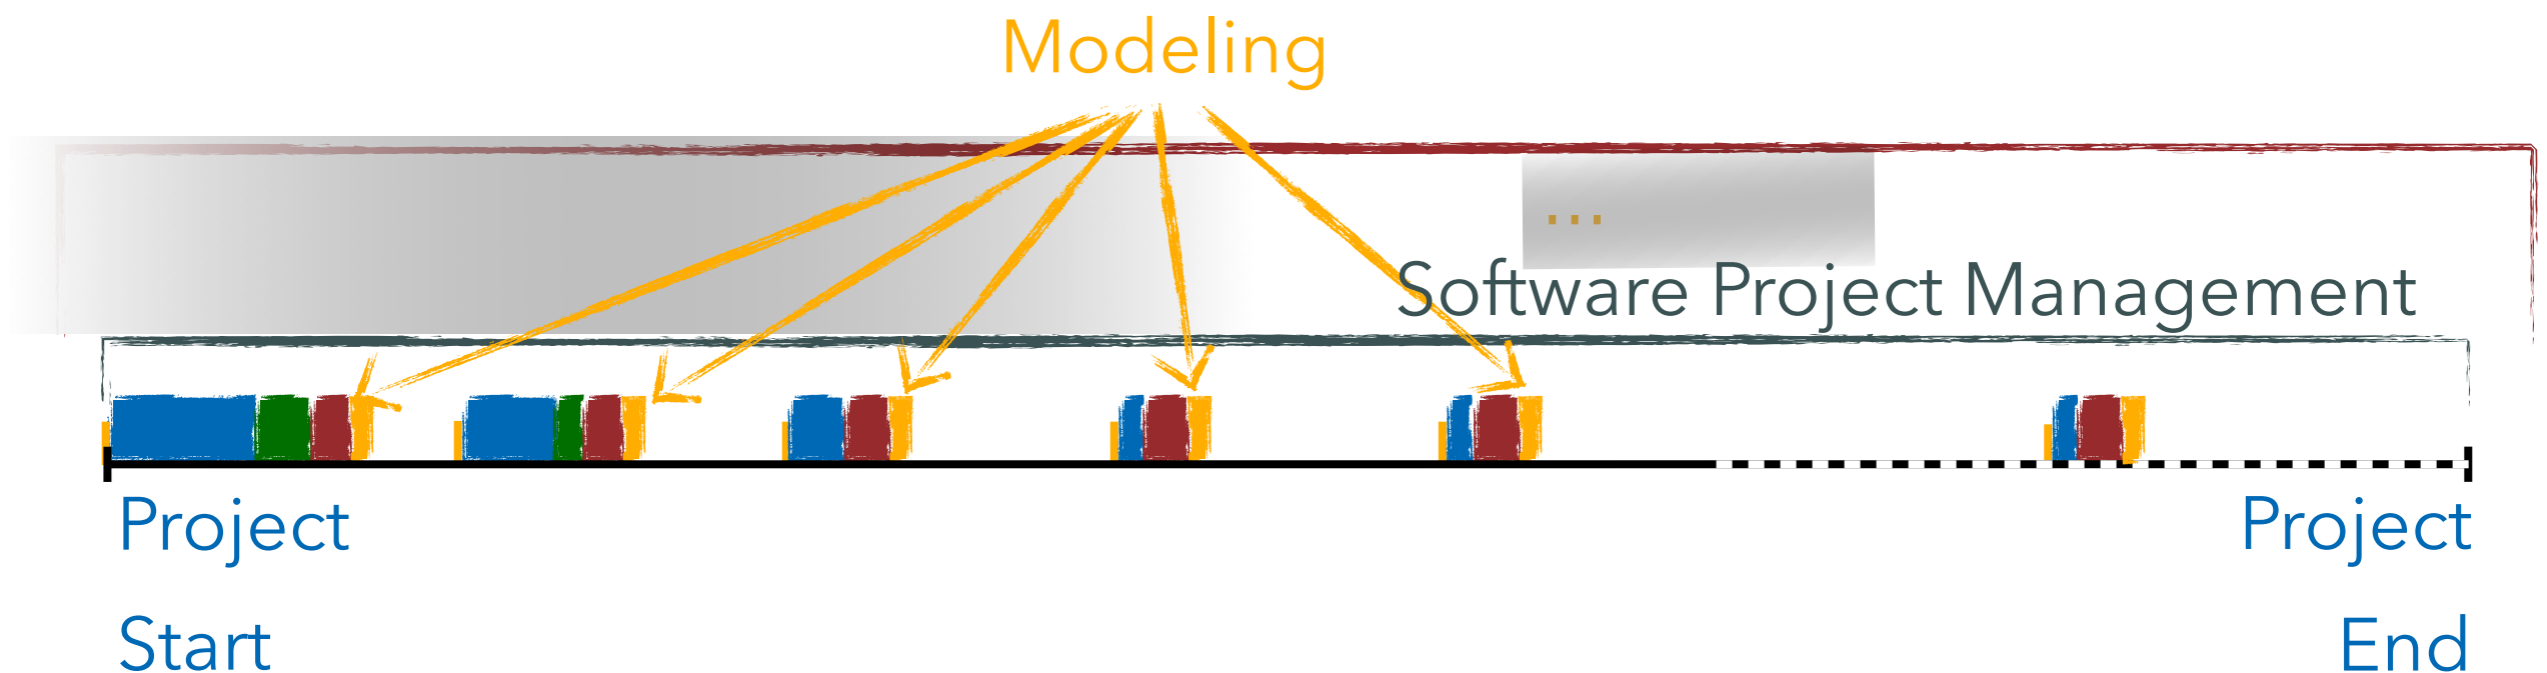 Modeling
...
Software Project Management
Project
Start
Project
End